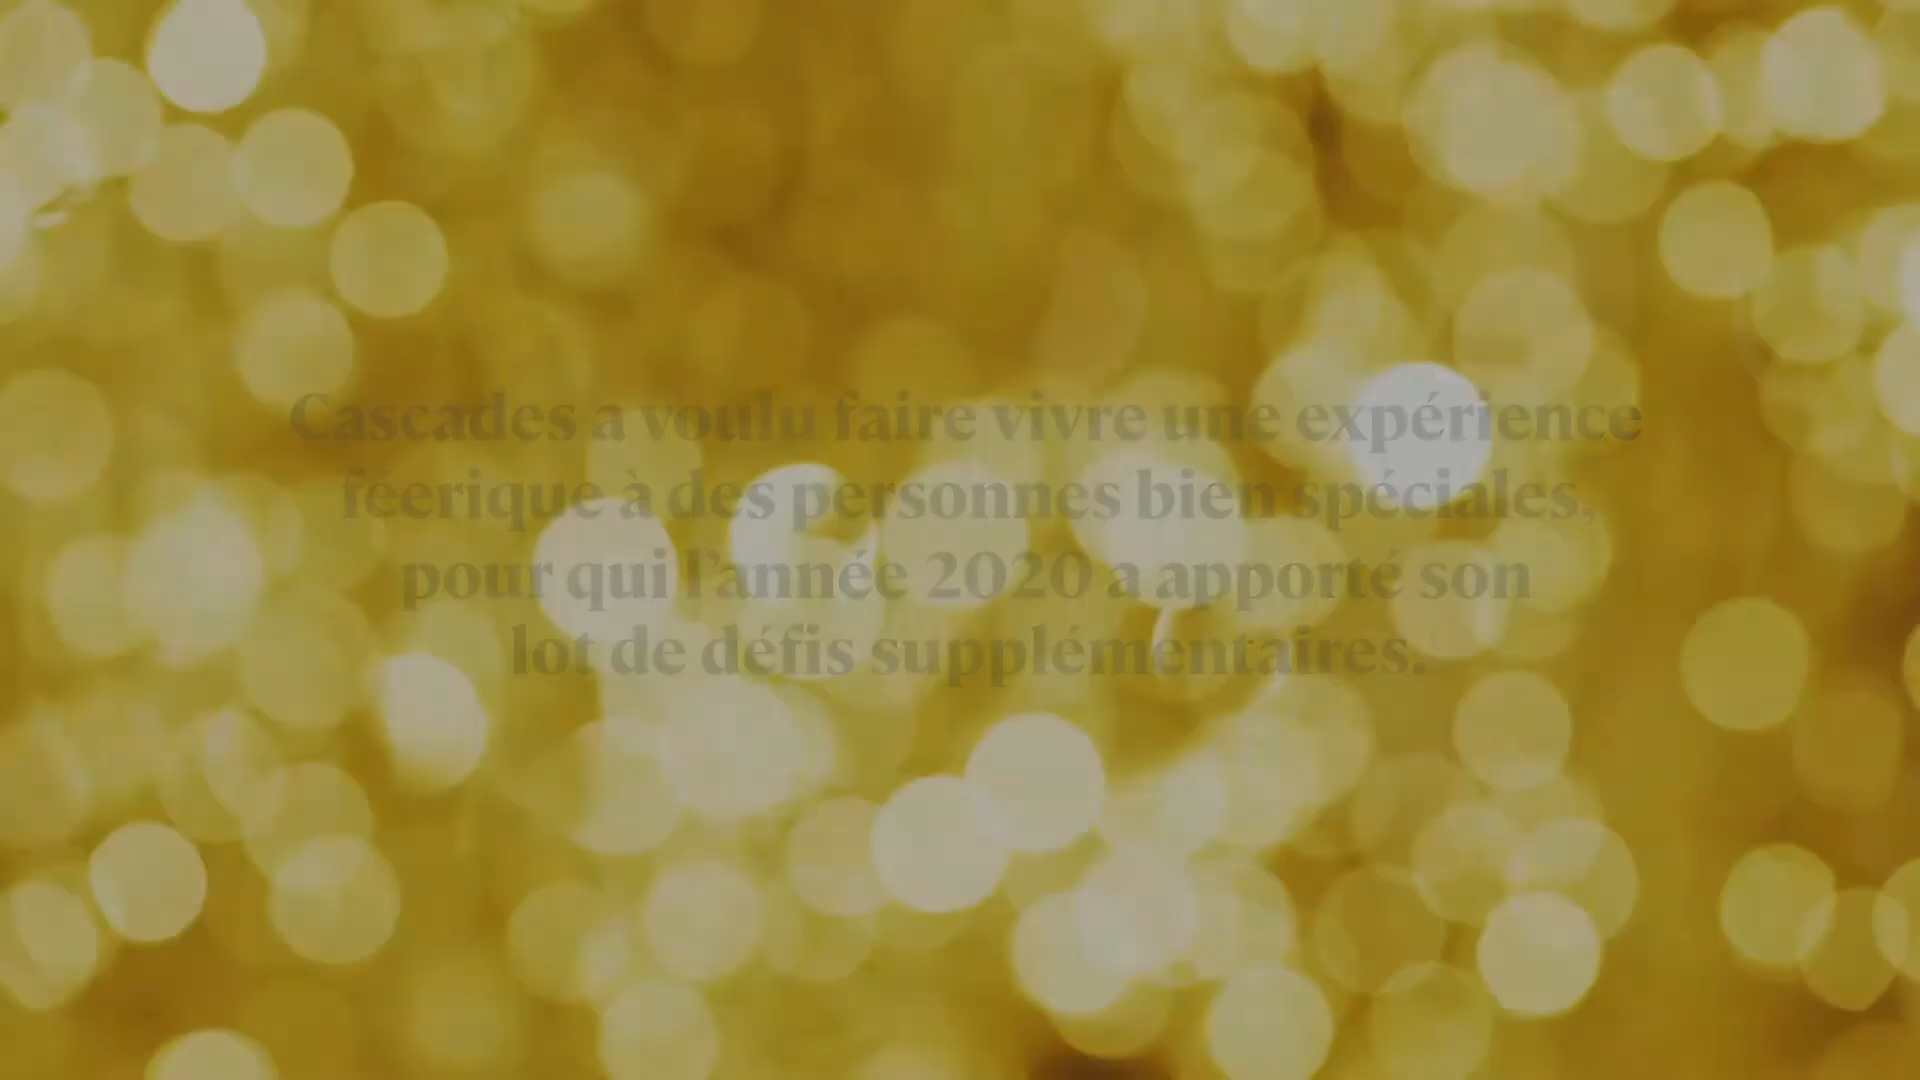 Cascades a voulu faire vivre une expérience
féerique à des personnes bien spéciales,
pour qui l'année 2020 a apporté son
lot de défis supplémentaires.